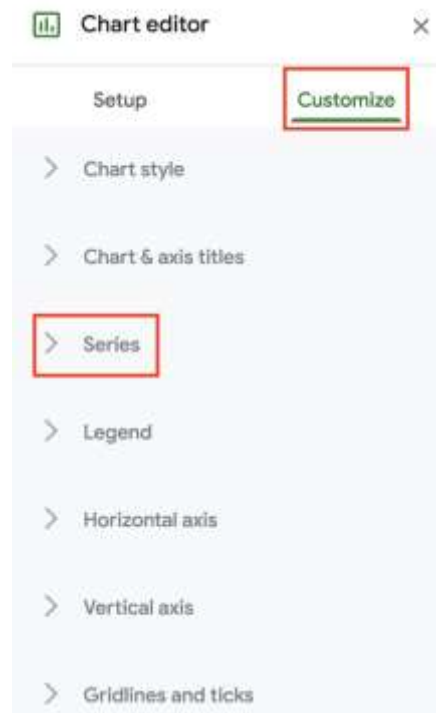 Chart editor
Setup
Customize
Chart style
Chart & axis titles
Series
Legend
Horizontal axis
Vertical axis
Gridlines and ticks